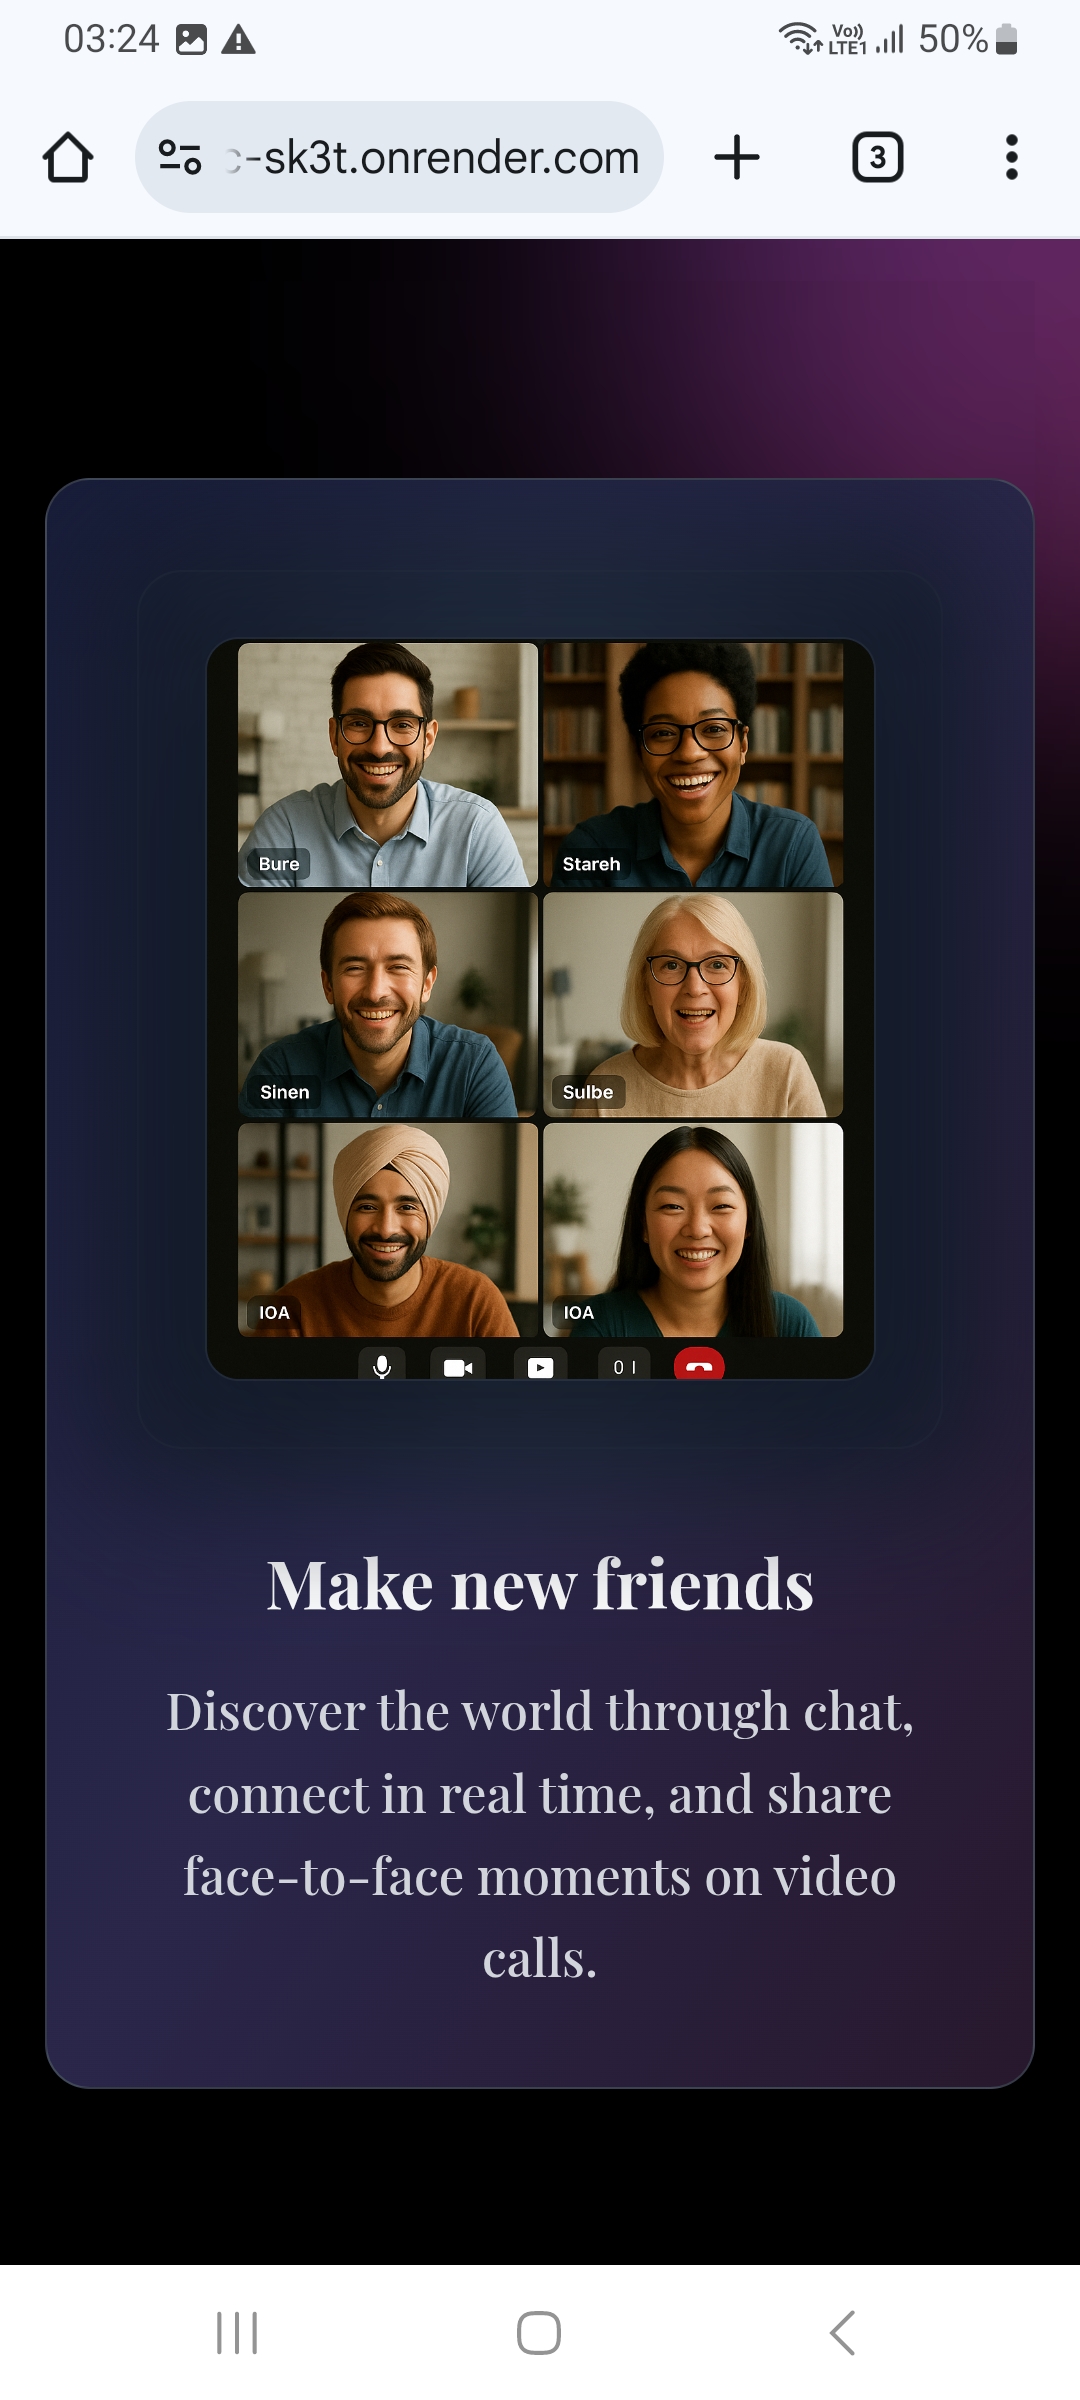 03:24
Vo))
LTE1
50%
-sk3t.onrender.com
3
Bure
Stareh
Sinen
Sulbe
IOA
IOA
0 I
Make new friends
Discover the world through chat,
connect in real time, and share
face-to-face moments on video
calls.